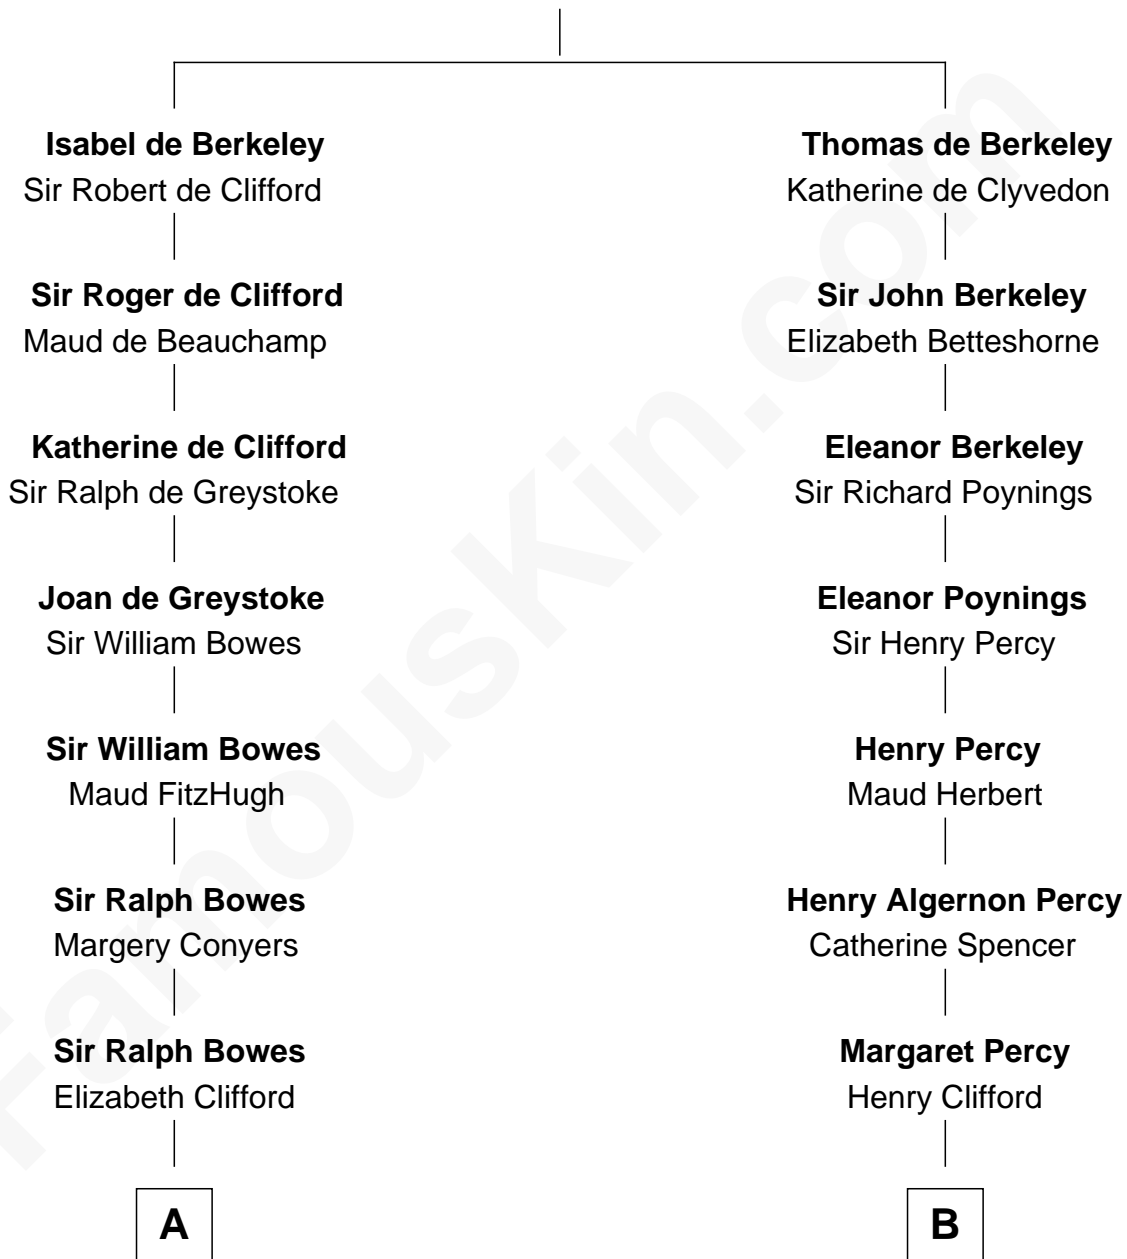 Isabel de Berkeley
Sir Robert de Clifford
Sir Roger de Clifford
Maud de Beauchamp
Katherine de Clifford
Sir Ralph de Greystoke
Joan de Greystoke
Sir William Bowes
Sir William Bowes
Maud FitzHugh
Sir Ralph Bowes
Margery Conyers
Sir Ralph Bowes
Elizabeth Clifford
A
Thomas de Berkeley
Katherine de Clyvedon
Sir John Berkeley
Elizabeth Betteshorne
Eleanor Berkeley
Sir Richard Poynings
Eleanor Poynings
Sir Henry Percy
Henry Percy
Maud Herbert
Henry Algernon Percy
Catherine Spencer
Margaret Percy
Henry Clifford
B
FamousKin.com